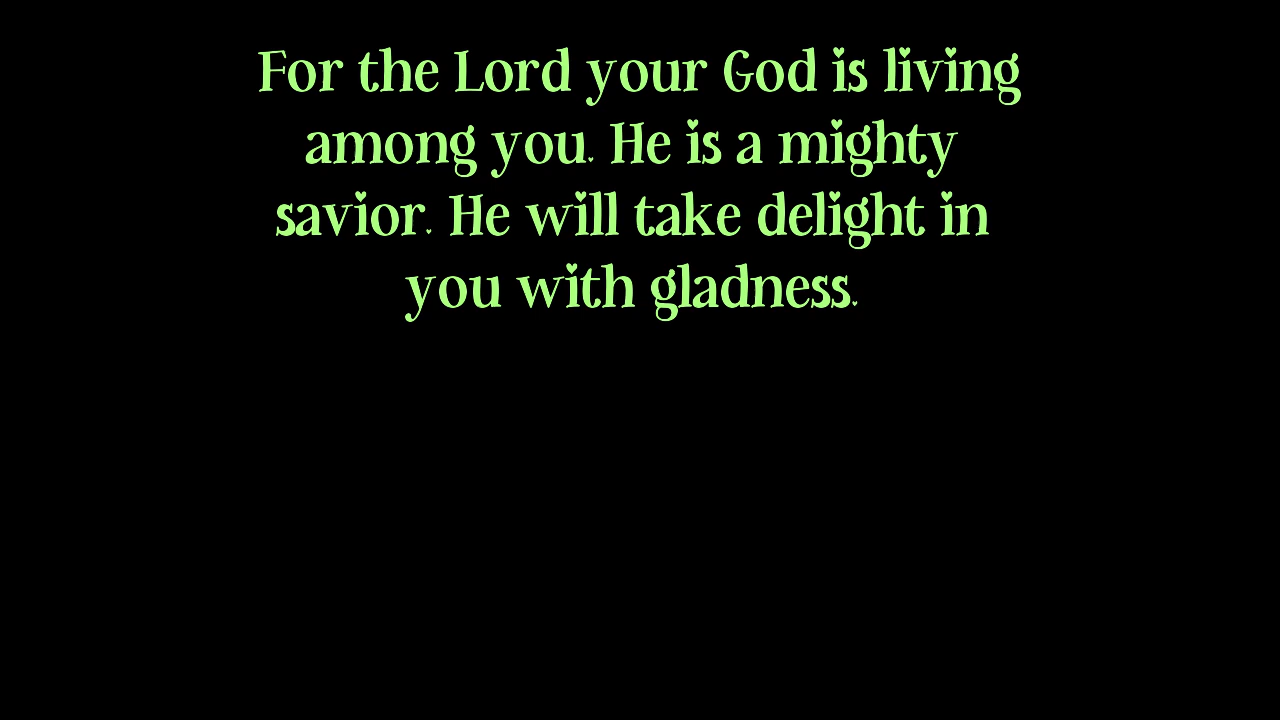 For the Lord your God is living
among you. He is a mighty
savior. He will take delight in
you with gladness.